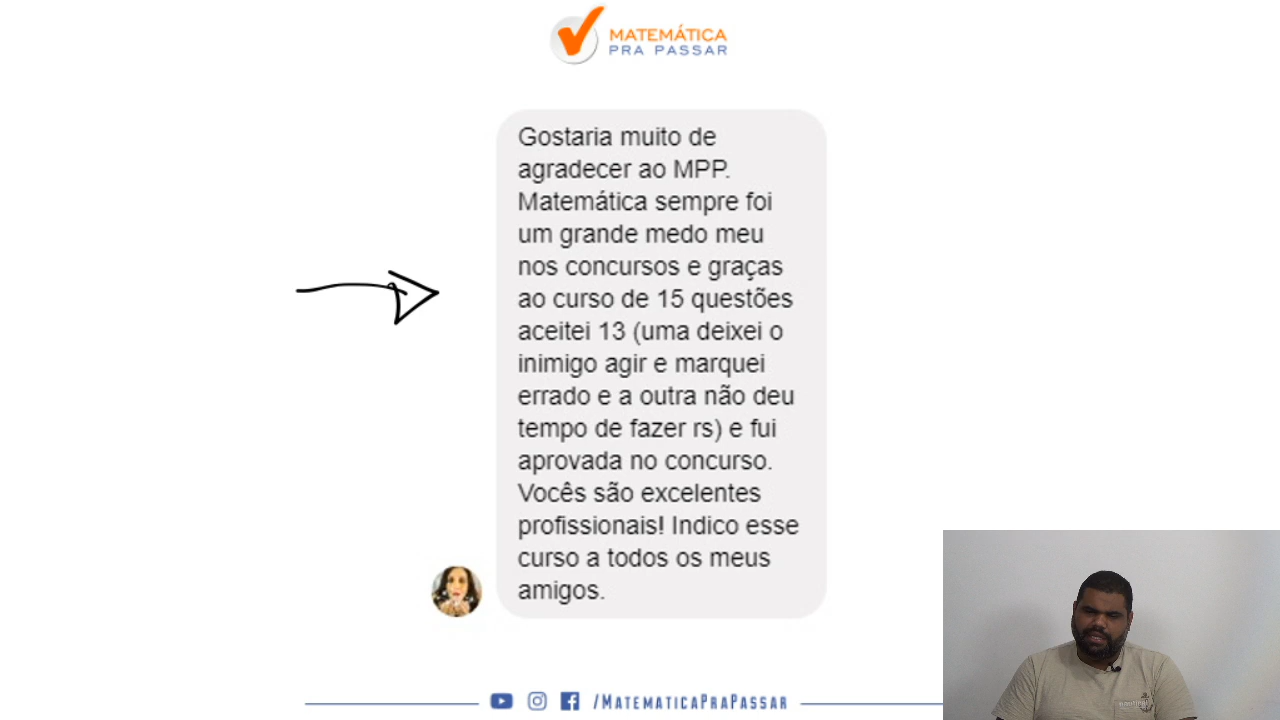 MATEMÁTICA
PRA PASSAR
Gostaria muito de
agradecer ao MPP.
Matemática sempre foi
um grande medo meu
nos concursos e graças
ao curso de 15 questões
aceitei 13 (uma deixei o
inimigo agir e marquei
errado e a outra não deu
tempo de fazer rs) e fui
aprovada no concurso.
Vocês são excelentes
profissionais! Indico esse
curso a todos os meus
amigos.
/MATEMATICAPRAPASSAR